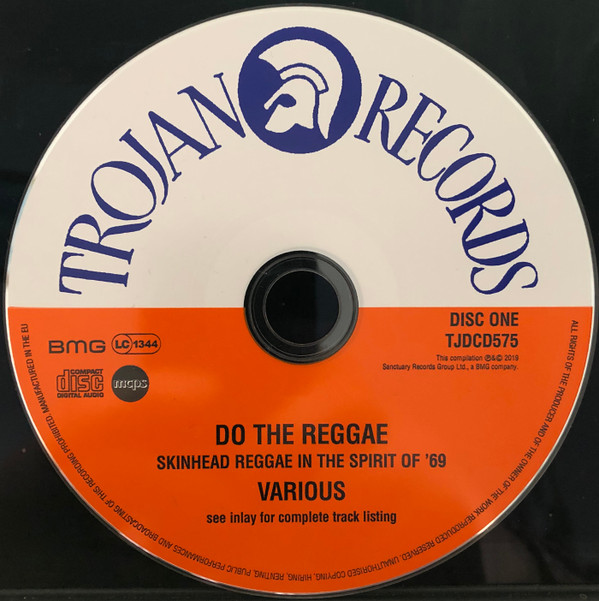 TROJAN RECORDS
DISC ONE
TJDCD575
This compilation ℗&© 2019
Sanctuary Records Group Ltd., a BMG company.
BMG LC 1344
COMPACT
disc
DIGITAL AUDIO
mcps
DO THE REGGAE
SKINHEAD REGGAE IN THE SPIRIT OF '69
VARIOUS
see inlay for complete track listing
ALL RIGHTS OF THE PRODUCER AND OF THE OWNER OF THE WORK REPRODUCED RESERVED. UNAUTHORISED COPYING, HIRING, RENTING, PUBLIC PERFORMANCES AND BROADCASTING OF THIS RECORDING PROHIBITED. MANUFACTURED IN THE EU